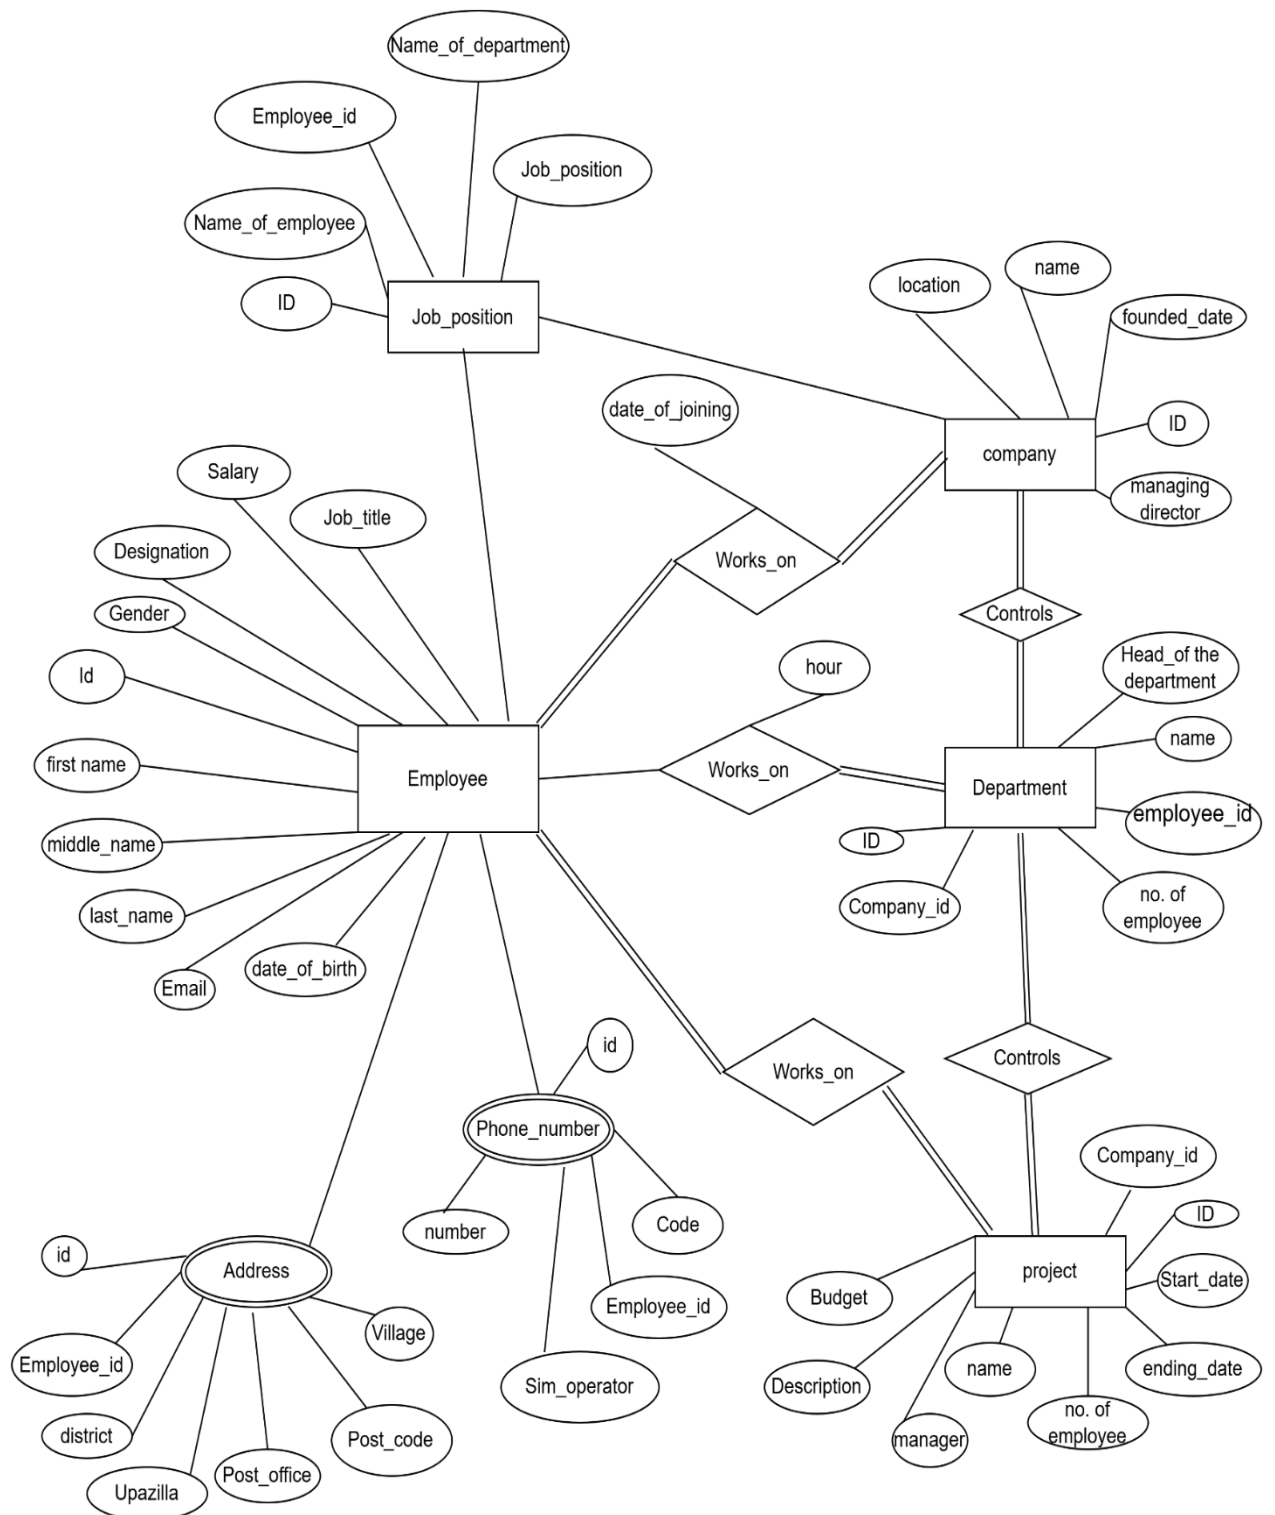 Name_of_department
Employee_id
Job_position
Name_of_employee
ID
Job_position
name
location
founded_date
date_of_joining
ID
company
managing
director
Salary
Job_title
Designation
Works_on
Gender
Controls
Id
hour
Head_of the
department
name
first name
Employee
Works_on
Department
employee_id
middle_name
ID
last_name
Company_id
no. of
employee
date_of_birth
Email
id
Works_on
Controls
Phone_number
Company_id
number
Code
ID
id
Address
project
Start_date
Budget
Employee_id
Village
Employee_id
name
ending_date
Sim_operator
Description
district
Post_code
no. of
employee
manager
Post_office
Upazilla